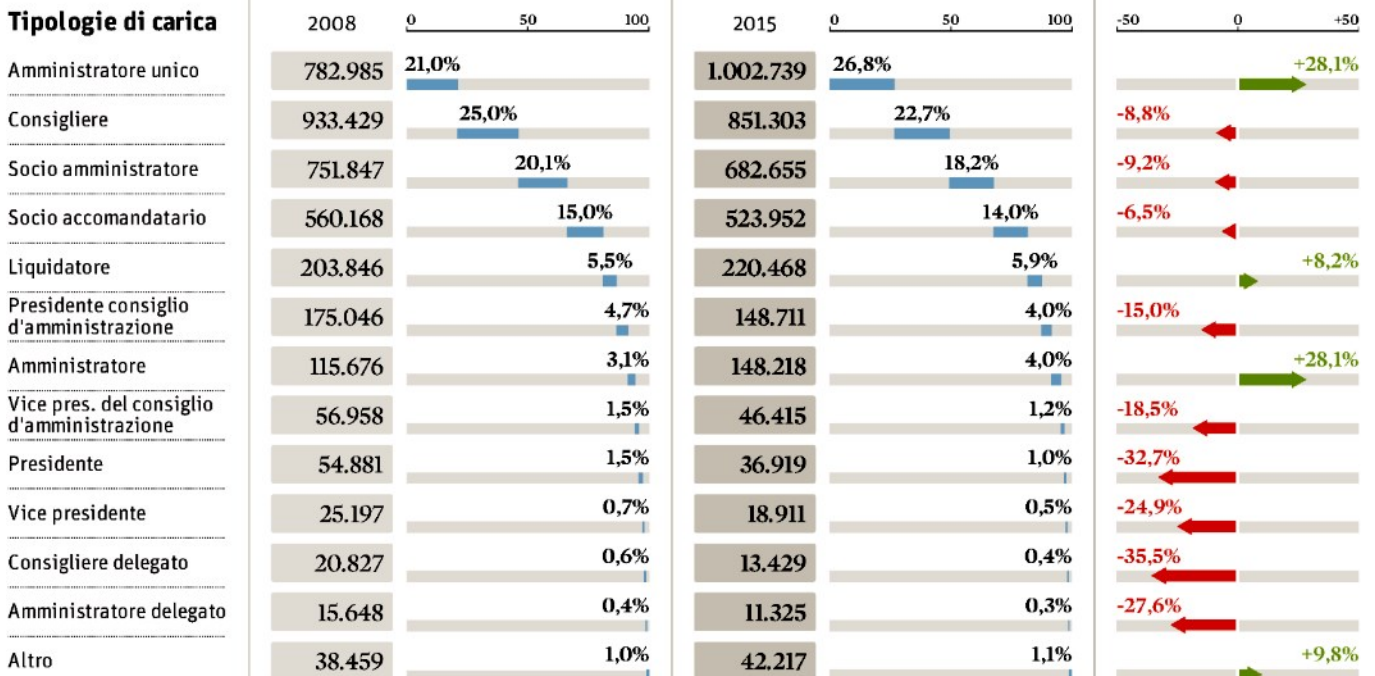 Tipologie di carica 2008 0 50 100 2015 0 50 100 -50 0 +50
Amministratore unico 782.985 21,0% 1.002.739 26,8% +28,1%
Consigliere 933.429 25,0% 851.303 22,7% -8,8%
Socio amministratore 751.847 20,1% 682.655 18,2% -9,2%
Socio accomandatario 560.168 15,0% 523.952 14,0% -6,5%
Liquidatore 203.846 5,5% 220.468 5,9% +8,2%
Presidente consiglio
d'amministrazione 175.046 4,7% 148.711 4,0% -15,0%
Amministratore 115.676 3,1% 148.218 4,0% +28,1%
Vice pres. del consiglio
d'amministrazione 56.958 1,5% 46.415 1,2% -18,5%
Presidente 54.881 1,5% 36.919 1,0% -32,7%
Vice presidente 25.197 0,7% 18.911 0,5% -24,9%
Consigliere delegato 20.827 0,6% 13.429 0,4% -35,5%
Amministratore delegato 15.648 0,4% 11.325 0,3% -27,6%
Altro 38.459 1,0% 42.217 1,1% +9,8%